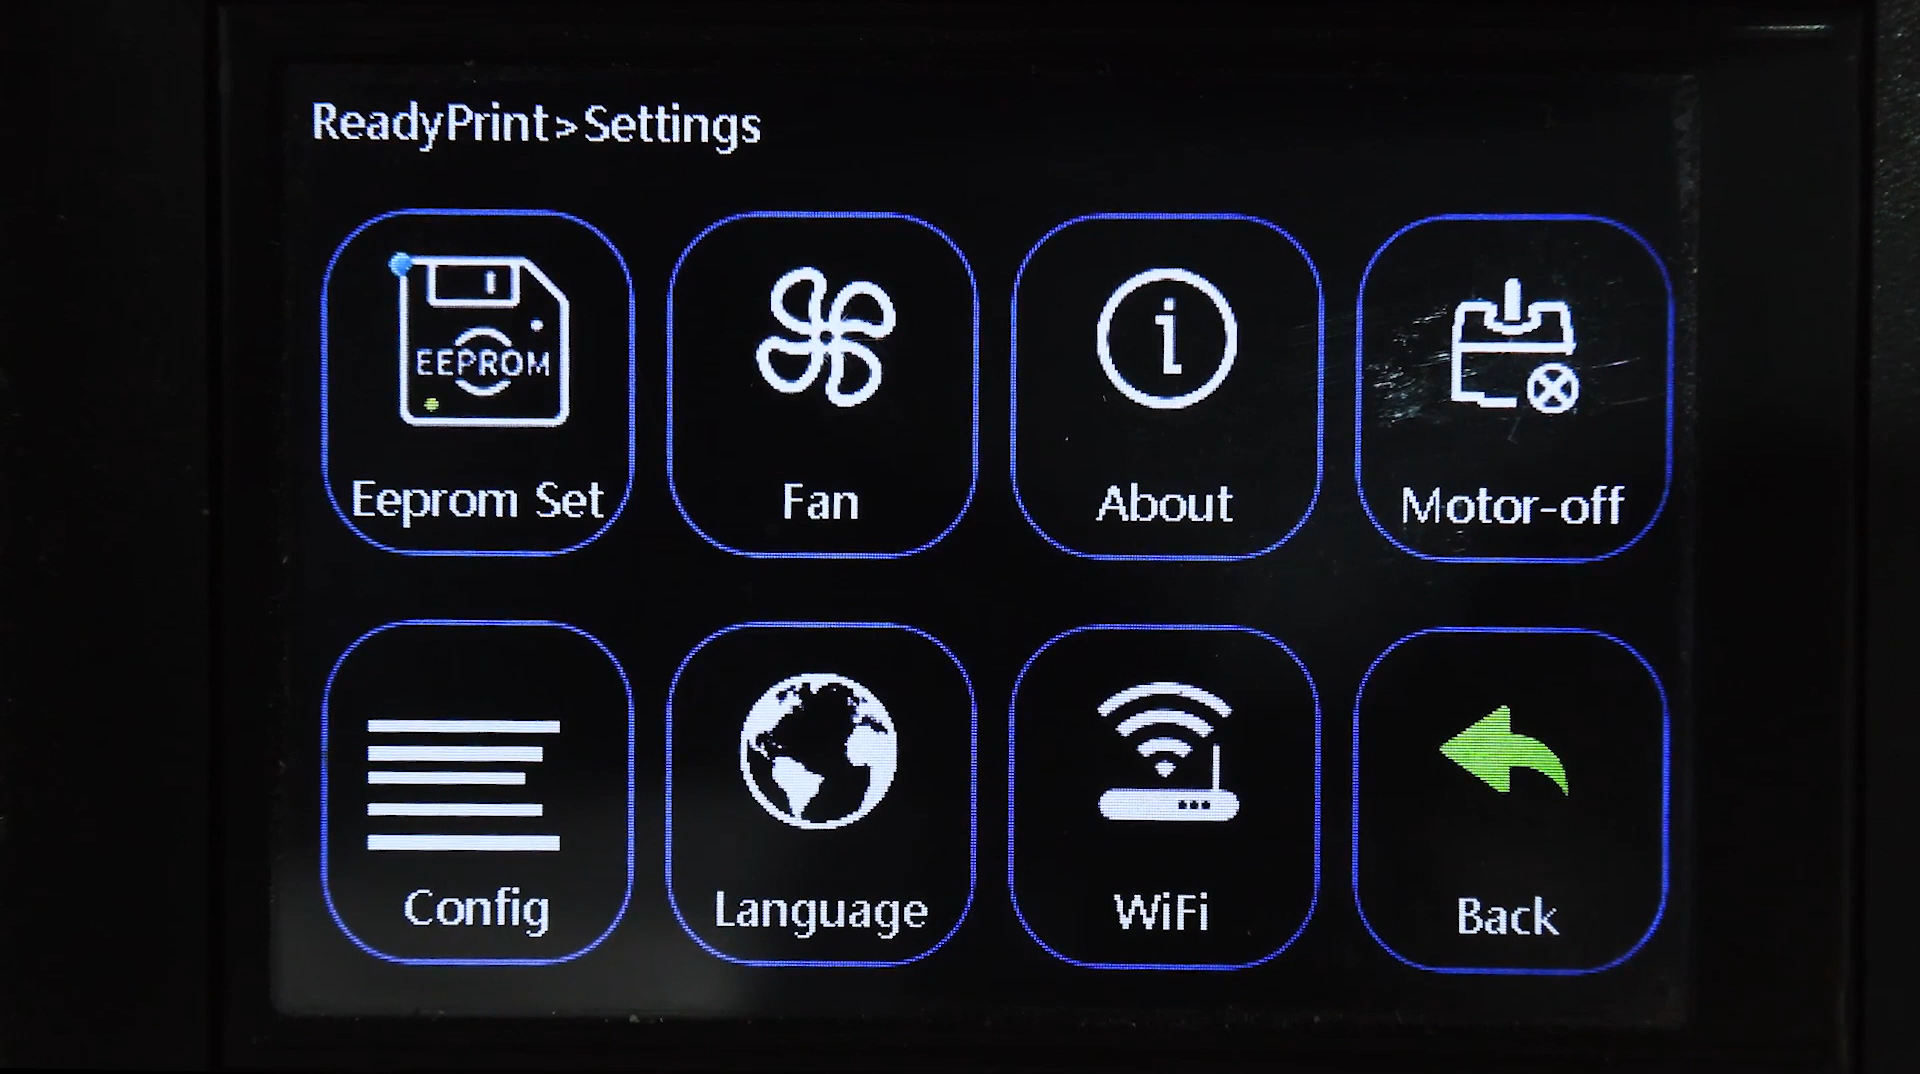 ReadyPrint>Settings
EEPROM
Eeprom Set
Fan
About
Motor-off
Config
Language
WiFi
Back